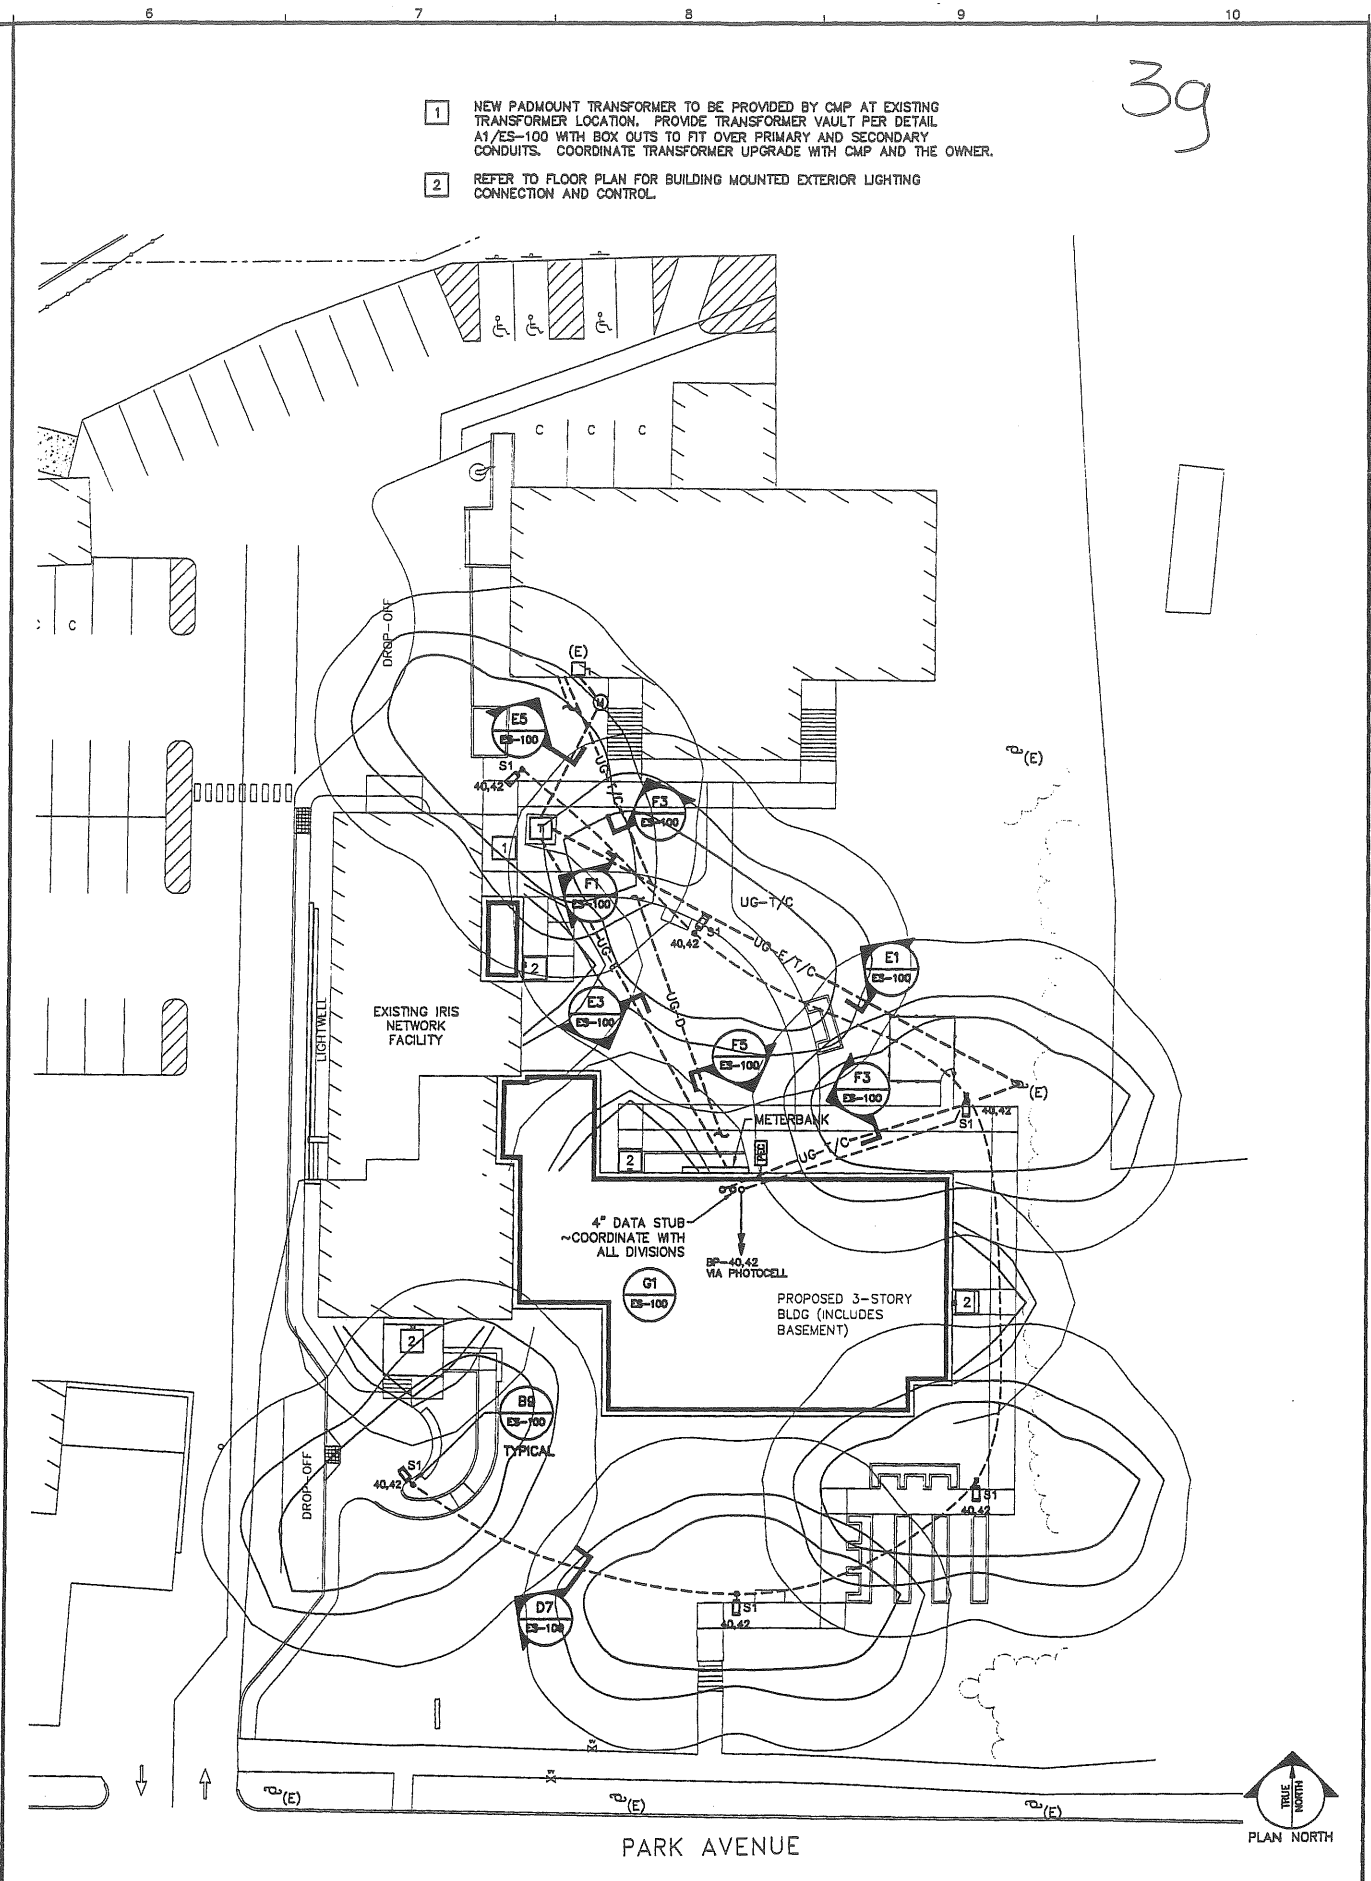 6 7 8 9 10
3g
1 NEW PADMOUNT TRANSFORMER TO BE PROVIDED BY CMP AT EXISTING
TRANSFORMER LOCATION. PROVIDE TRANSFORMER VAULT PER DETAIL
A1/ES-100 WITH BOX OUTS TO FIT OVER PRIMARY AND SECONDARY
CONDUITS. COORDINATE TRANSFORMER UPGRADE WITH CMP AND THE OWNER.
2 REFER TO FLOOR PLAN FOR BUILDING MOUNTED EXTERIOR LIGHTING
CONNECTION AND CONTROL.
C C C
C
DROP-OFF
(E)
M
E5
ES-100
S1
40,42
UG-T/C
F3
ES-100
(E)
T
1
F1
ES-100
UG-T/C
S1
40,42
UG-E/T/C
UG-
E1
ES-100
2
E3
ES-100
UG-D
EXISTING IRIS
NETWORK
FACILITY
LIGHTWELL
F5
ES-100
F3
ES-100
(E)
40,42
S1
METERBANK
PEC
UG-T/C
2
4" DATA STUB
~COORDINATE WITH
ALL DIVISIONS
BP-40,42
VIA PHOTOCELL
G1
ES-100
PROPOSED 3-STORY
BLDG (INCLUDES
BASEMENT)
2
2
B9
ES-100
TYPICAL
S1
40,42
DROP-OFF
S1
40,42
D7
ES-100
S1
40,42
(E)
(E)
(E)
TRUE
NORTH
PLAN NORTH
PARK AVENUE